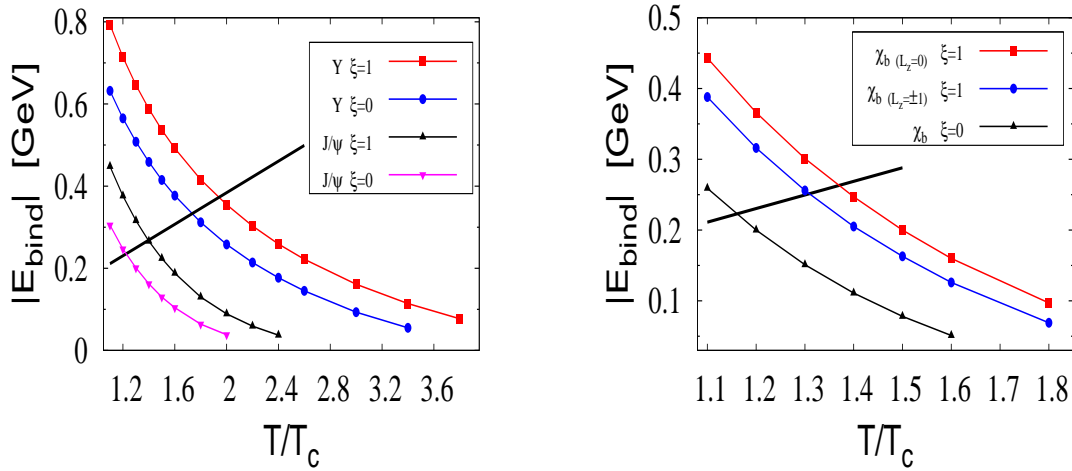 0.8
0.6
0.4
0.2
0
|E_bind| [GeV]
Υ ξ=1
Υ ξ=0
J/ψ ξ=1
J/ψ ξ=0
1.2 1.6 2 2.4 2.8 3.2 3.6
T/T_c
0.5
0.4
0.3
0.2
0.1
|E_bind| [GeV]
χ_b (L_z=0) ξ=1
χ_b (L_z=±1) ξ=1
χ_b ξ=0
1.1 1.2 1.3 1.4 1.5 1.6 1.7 1.8
T/T_c